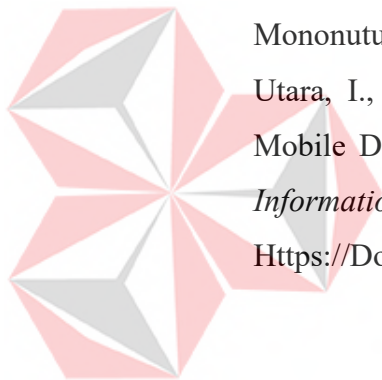 Mononutu
Utara, I.,
Mobile D
Informatio
Https://Do